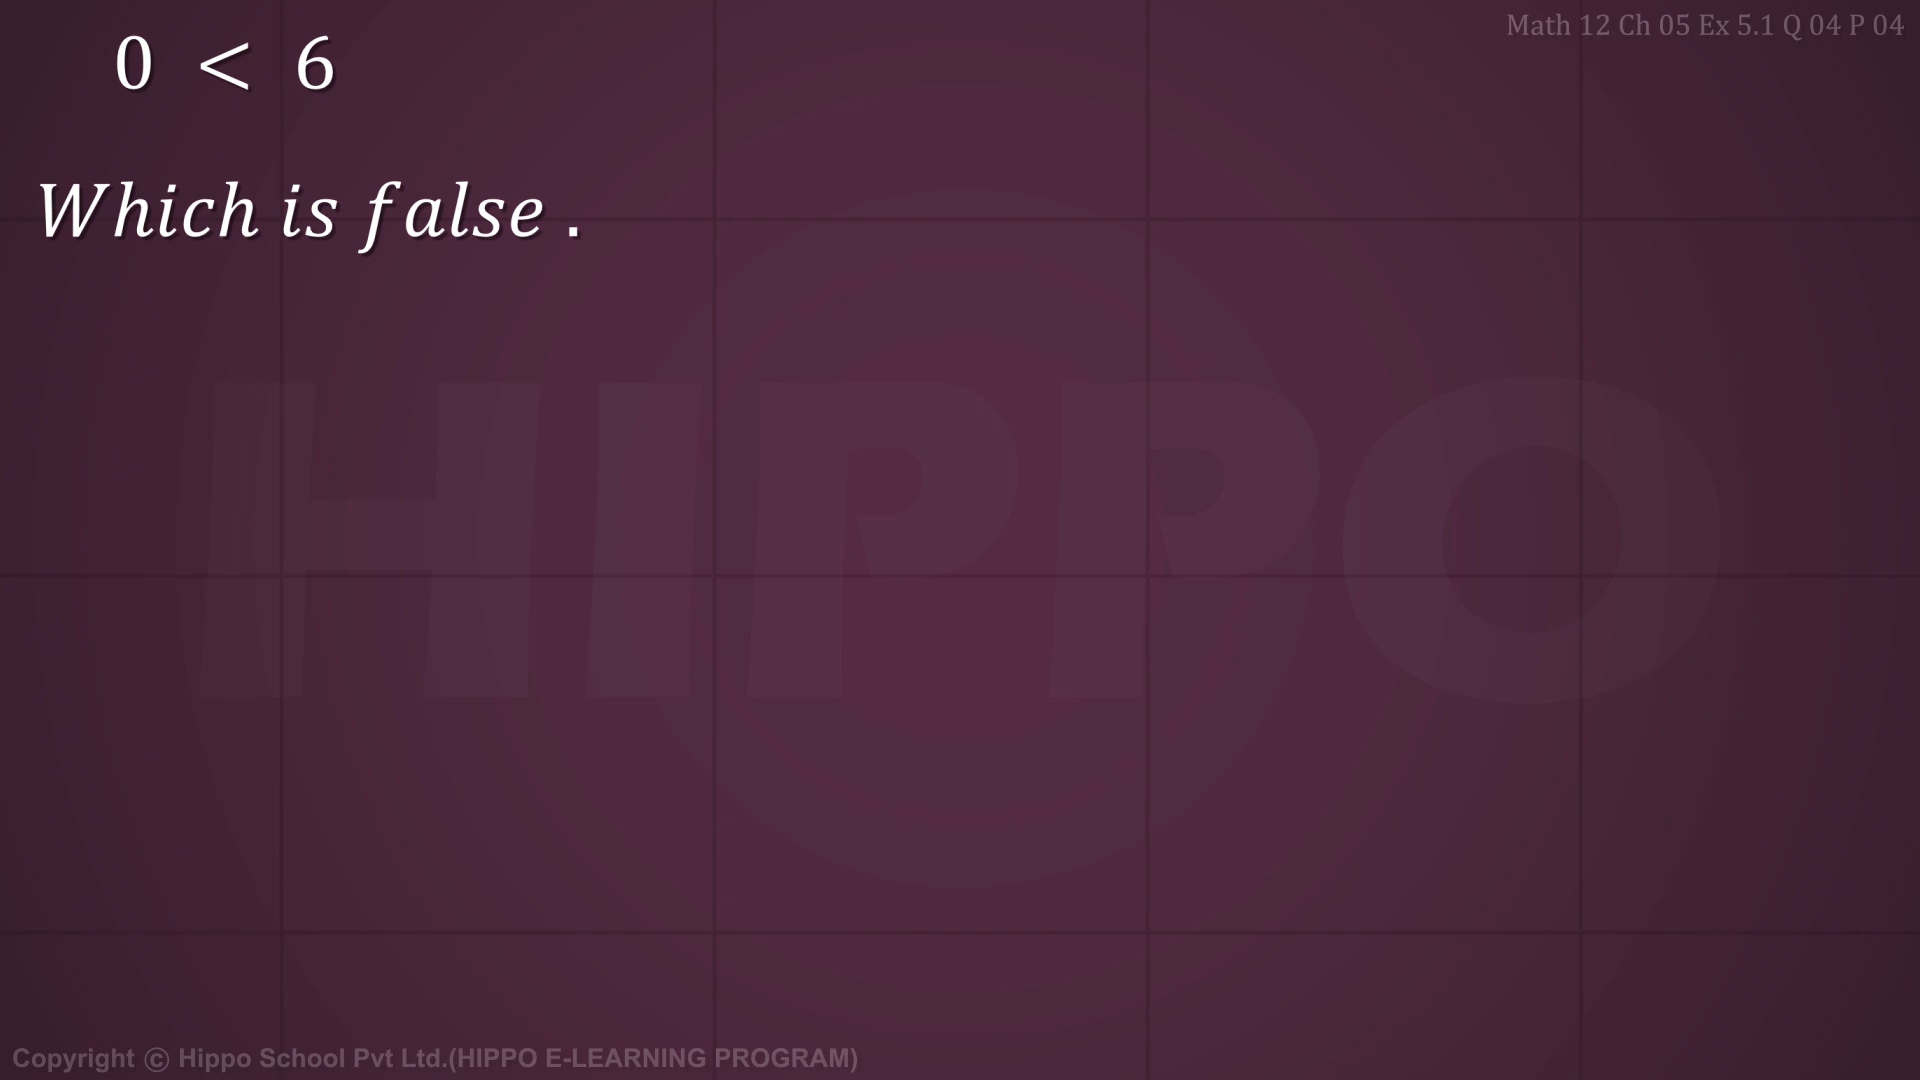 Math 12 Ch 05 Ex 5.1 Q 04 P 04
0 < 6
Which is false .
HIPPO
Copyright © Hippo School Pvt Ltd.(HIPPO E-LEARNING PROGRAM)